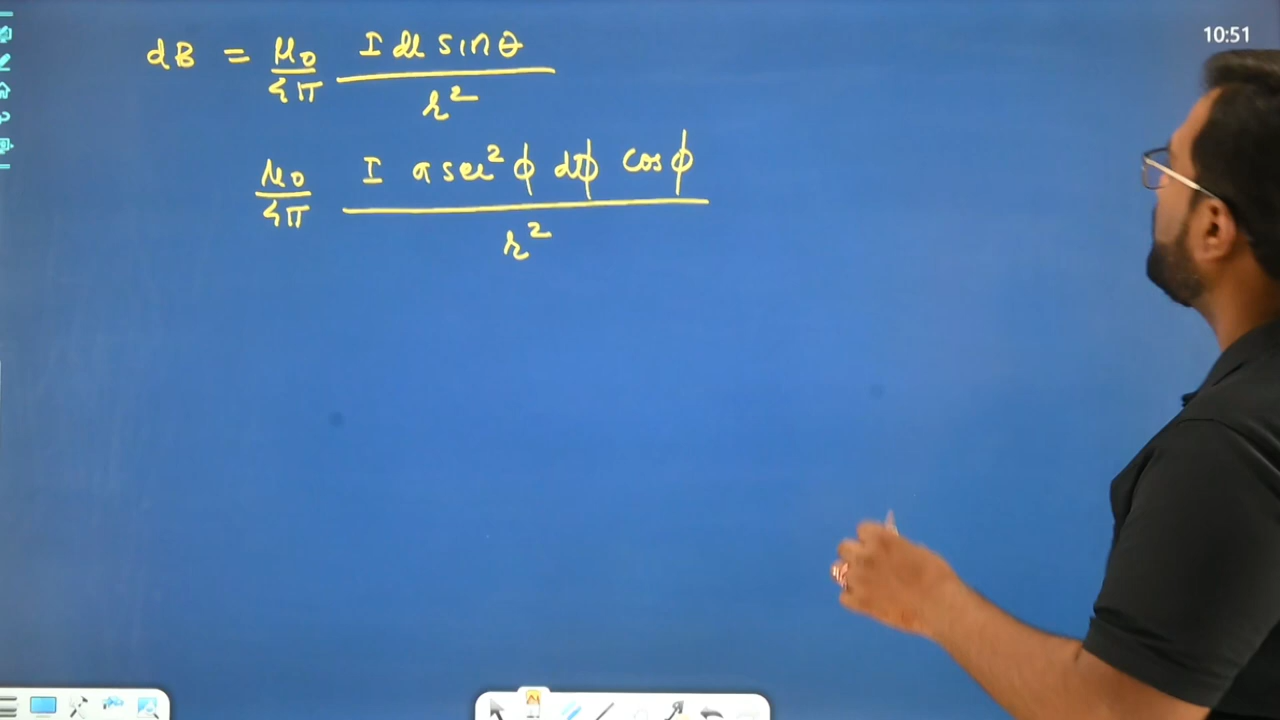 10:51
dB = μ₀/4π I dl sinθ / r²
μ₀/4π I a sec²φ dφ cosφ / r²